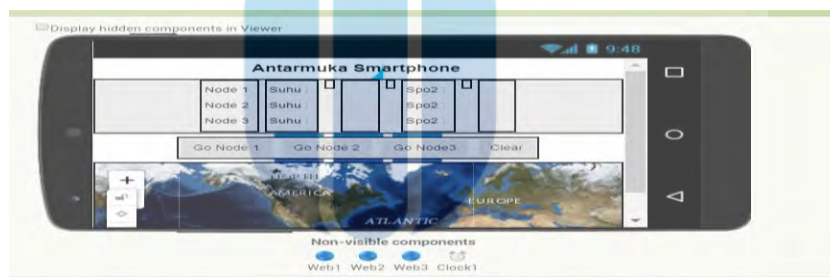 Display hidden components in Viewer
9:48
Antarmuka Smartphone
Node 1 Suhu : Spo2 :
Node 2 Suhu : Spo2 :
Node 3 Suhu : Spo2 :
Go Node 1 Go Node 2 Go Node3 Clear
+
AMERICA
EUROPE
ATLANTIC
Non-visible components
Web1 Web2 Web3 Clock1